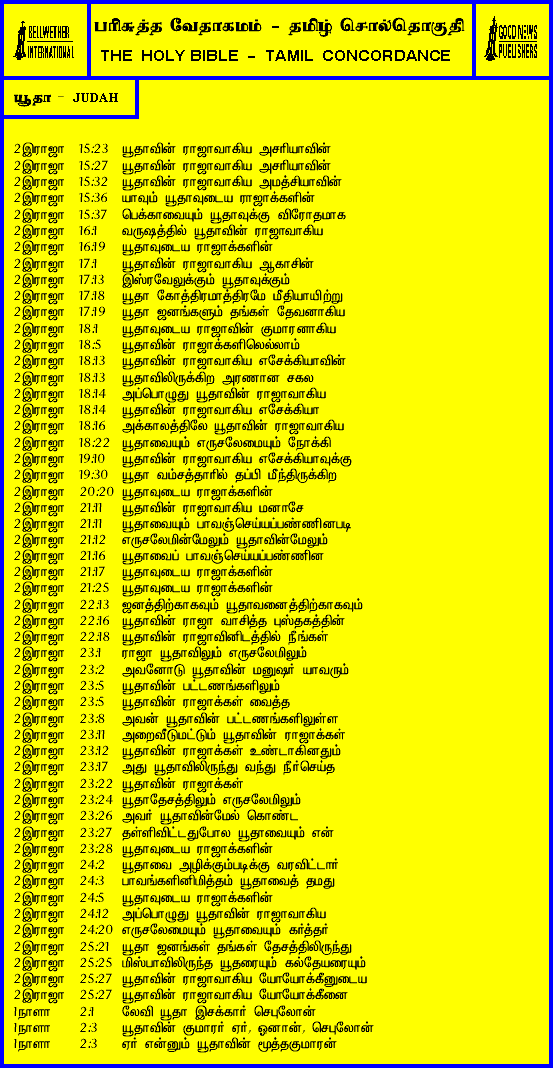 BELLWETHER
INTERNATIONAL
பரிசுத்த வேதாகமம் - தமிழ் சொல்தொகுதி
THE HOLY BIBLE - TAMIL CONCORDANCE
GOOD NEWS
PUBLISHERS
யூதா - JUDAH
2இராஜா 15:23 யூதாவின் ராஜாவாகிய அசரியாவின்
2இராஜா 15:27 யூதாவின் ராஜாவாகிய அசரியாவின்
2இராஜா 15:32 யூதாவின் ராஜாவாகிய அமத்சியாவின்
2இராஜா 15:36 யாவும் யூதாவுடைய ராஜாக்களின்
2இராஜா 15:37 பெக்காவையும் யூதாவுக்கு விரோதமாக
2இராஜா 16:1 வருஷத்தில் யூதாவின் ராஜாவாகிய
2இராஜா 16:19 யூதாவுடைய ராஜாக்களின்
2இராஜா 17:1 யூதாவின் ராஜாவாகிய ஆகாசின்
2இராஜா 17:13 இஸ்ரவேலுக்கும் யூதாவுக்கும்
2இராஜா 17:18 யூதா கோத்திரமாத்திரமே மீதியாயிற்று
2இராஜா 17:19 யூதா ஜனங்களும் தங்கள் தேவனாகிய
2இராஜா 18:1 யூதாவுடைய ராஜாவின் குமாரனாகிய
2இராஜா 18:5 யூதாவின் ராஜாக்களிலெல்லாம்
2இராஜா 18:13 யூதாவின் ராஜாவாகிய எசேக்கியாவின்
2இராஜா 18:13 யூதாவிலிருக்கிற அரணான சகல
2இராஜா 18:14 அப்பொழுது யூதாவின் ராஜாவாகிய
2இராஜா 18:14 யூதாவின் ராஜாவாகிய எசேக்கியா
2இராஜா 18:16 அக்காலத்திலே யூதாவின் ராஜாவாகிய
2இராஜா 18:22 யூதாவையும் எருசலேமையும் நோக்கி
2இராஜா 19:10 யூதாவின் ராஜாவாகிய எசேக்கியாவுக்கு
2இராஜா 19:30 யூதா வம்சத்தாரில் தப்பி மீந்திருக்கிற
2இராஜா 20:20 யூதாவுடைய ராஜாக்களின்
2இராஜா 21:11 யூதாவின் ராஜாவாகிய மனாசே
2இராஜா 21:11 யூதாவையும் பாவஞ்செய்யப்பண்ணினபடி
2இராஜா 21:12 எருசலேமின்மேலும் யூதாவின்மேலும்
2இராஜா 21:16 யூதாவைப் பாவஞ்செய்யப்பண்ணின
2இராஜா 21:17 யூதாவுடைய ராஜாக்களின்
2இராஜா 21:25 யூதாவுடைய ராஜாக்களின்
2இராஜா 22:13 ஜனத்திற்காகவும் யூதாவனைத்திற்காகவும்
2இராஜா 22:16 யூதாவின் ராஜா வாசித்த புஸ்தகத்தின்
2இராஜா 22:18 யூதாவின் ராஜாவினிடத்தில் நீங்கள்
2இராஜா 23:1 ராஜா யூதாவிலும் எருசலேமிலும்
2இராஜா 23:2 அவனோடு யூதாவின் மனுஷர் யாவரும்
2இராஜா 23:5 யூதாவின் பட்டணங்களிலும்
2இராஜா 23:5 யூதாவின் ராஜாக்கள் வைத்த
2இராஜா 23:8 அவன் யூதாவின் பட்டணங்களிலுள்ள
2இராஜா 23:11 அறைவீடுமட்டும் யூதாவின் ராஜாக்கள்
2இராஜா 23:12 யூதாவின் ராஜாக்கள் உண்டாகினதும்
2இராஜா 23:17 அது யூதாவிலிருந்து வந்து நீர்செய்த
2இராஜா 23:22 யூதாவின் ராஜாக்கள்
2இராஜா 23:24 யூதாதேசத்திலும் எருசலேமிலும்
2இராஜா 23:26 அவர் யூதாவின்மேல் கொண்ட
2இராஜா 23:27 தள்ளிவிட்டதுபோல யூதாவையும் என்
2இராஜா 23:28 யூதாவுடைய ராஜாக்களின்
2இராஜா 24:2 யூதாவை அழிக்கும்படிக்கு வரவிட்டார்
2இராஜா 24:3 பாவங்களினிமித்தம் யூதாவைத் தமது
2இராஜா 24:5 யூதாவுடைய ராஜாக்களின்
2இராஜா 24:12 அப்பொழுது யூதாவின் ராஜாவாகிய
2இராஜா 24:20 எருசலேமையும் யூதாவையும் கர்த்தர்
2இராஜா 25:21 யூதா ஜனங்கள் தங்கள் தேசத்திலிருந்து
2இராஜா 25:25 மிஸ்பாவிலிருந்த யூதரையும் கல்தேயரையும்
2இராஜா 25:27 யூதாவின் ராஜாவாகிய யோயோக்கீனுடைய
2இராஜா 25:27 யூதாவின் ராஜாவாகிய யோயோக்கீனை
1நாளா 2:1 லேவி யூதா இசக்கார் செபுலோன்
1நாளா 2:3 யூதாவின் குமாரர் ஏர், ஒனான், செபுலோன்
1நாளா 2:3 ஏர் என்னும் யூதாவின் மூத்தகுமாரன்